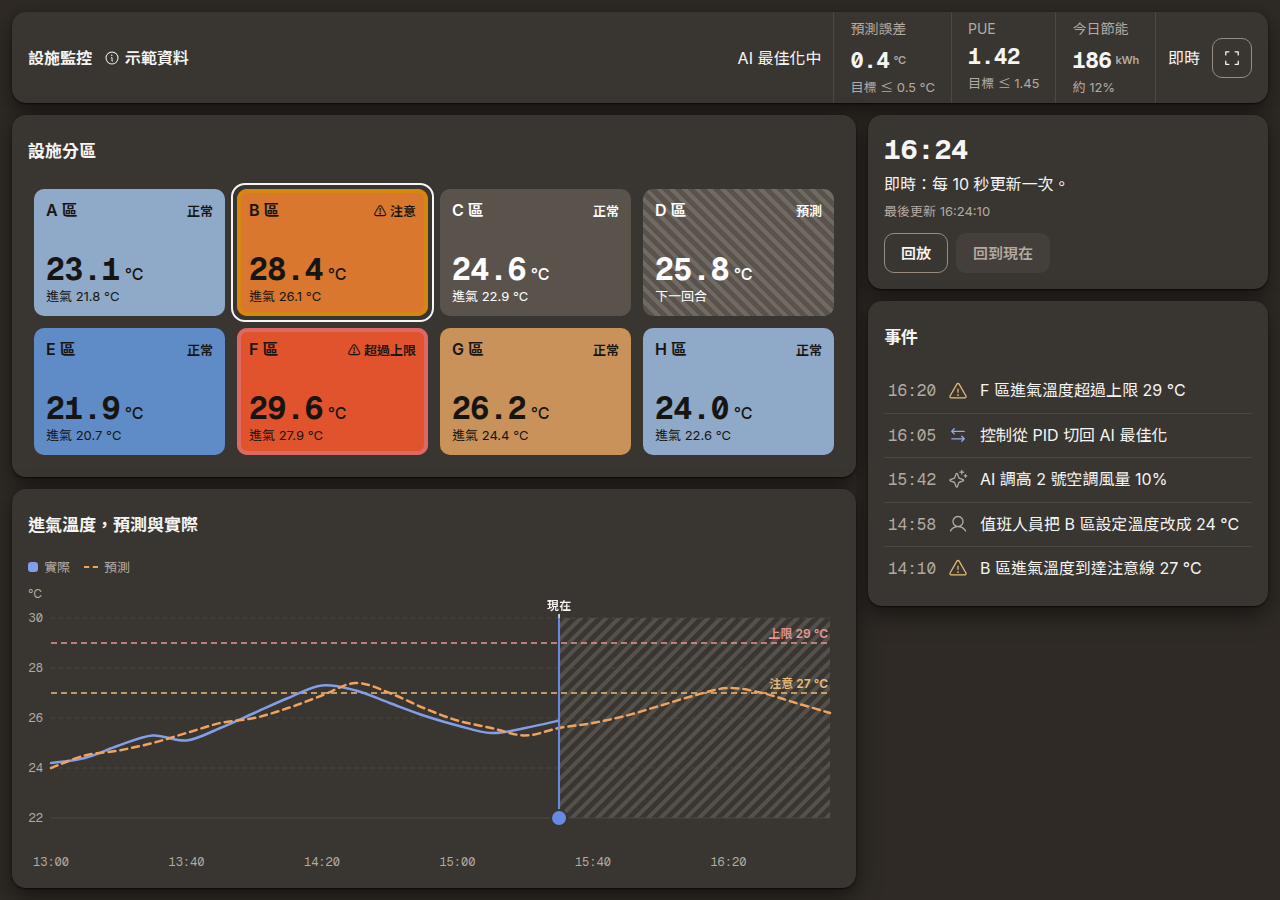 設施監控 示範資料
AI 最佳化中
預測誤差
0.4 °C
目標 ≤ 0.5 °C
PUE
1.42
目標 ≤ 1.45
今日節能
186 kWh
約 12%
即時
設施分區
A 區 正常
23.1 °C
進氣 21.8 °C
B 區 注意
28.4 °C
進氣 26.1 °C
C 區 正常
24.6 °C
進氣 22.9 °C
D 區 預測
25.8 °C
下一回合
E 區 正常
21.9 °C
進氣 20.7 °C
F 區 超過上限
29.6 °C
進氣 27.9 °C
G 區 正常
26.2 °C
進氣 24.4 °C
H 區 正常
24.0 °C
進氣 22.6 °C
進氣溫度，預測與實際
實際 預測
°C
現在
30
上限 29 °C
28
注意 27 °C
26
24
22
13:00 13:40 14:20 15:00 15:40 16:20
16:24
即時：每 10 秒更新一次。
最後更新 16:24:10
回放 回到現在
事件
16:20 F 區進氣溫度超過上限 29 °C
16:05 控制從 PID 切回 AI 最佳化
15:42 AI 調高 2 號空調風量 10%
14:58 值班人員把 B 區設定溫度改成 24 °C
14:10 B 區進氣溫度到達注意線 27 °C